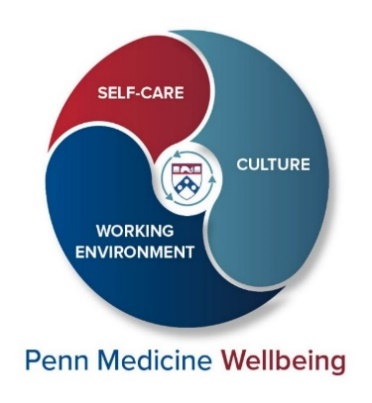 SELF-CARE
CULTURE
WORKING
ENVIRONMENT
Penn Medicine Wellbeing